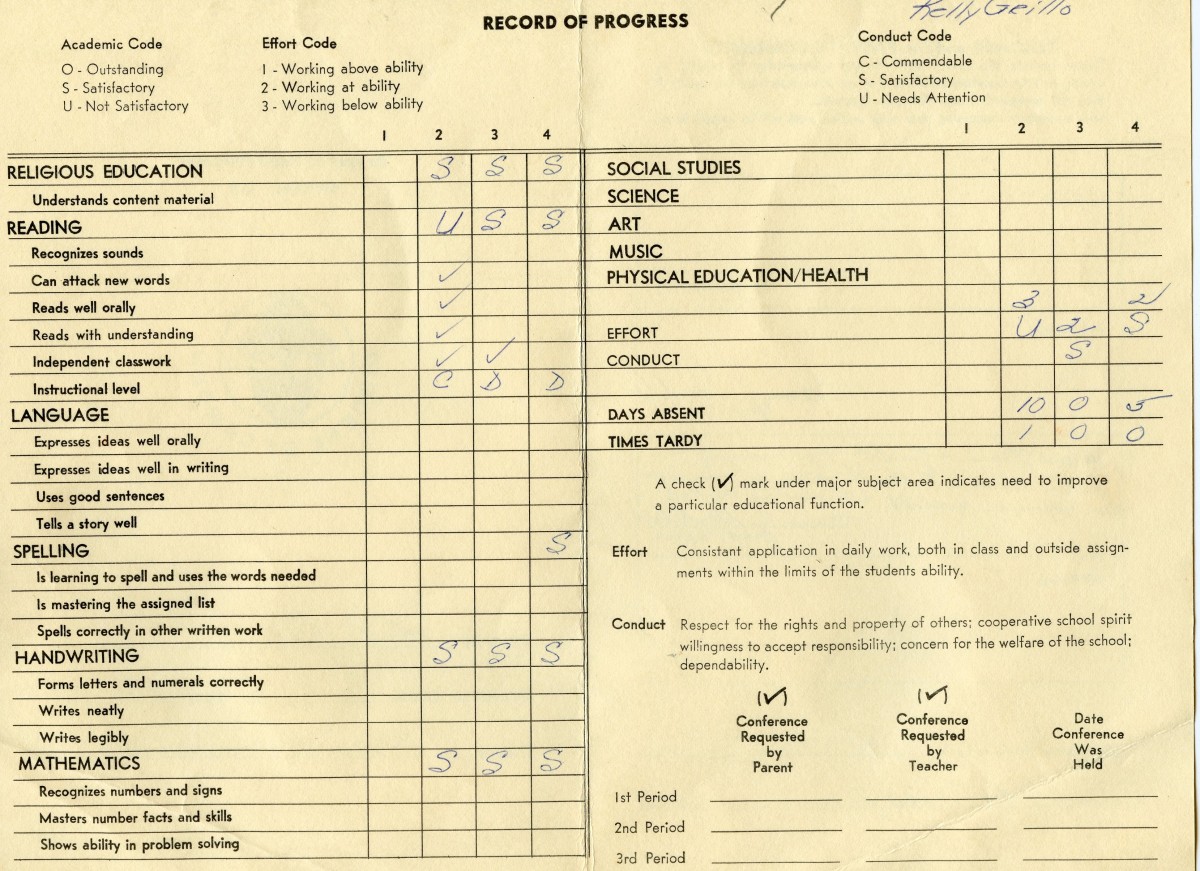 Kelly Grillo
RECORD OF PROGRESS
Academic Code
O - Outstanding
S - Satisfactory
U - Not Satisfactory
Effort Code
1 - Working above ability
2 - Working at ability
3 - Working below ability
Conduct Code
C - Commendable
S - Satisfactory
U - Needs Attention
1 2 3 4
RELIGIOUS EDUCATION S S S
Understands content material
READING U S S
Recognizes sounds
Can attack new words ✓
Reads well orally ✓
Reads with understanding ✓
Independent classwork ✓ ✓
Instructional level C D D
LANGUAGE
Expresses ideas well orally
Expresses ideas well in writing
Uses good sentences
Tells a story well
SPELLING S
Is learning to spell and uses the words needed
Is mastering the assigned list
Spells correctly in other written work
HANDWRITING S S S
Forms letters and numerals correctly
Writes neatly
Writes legibly
MATHEMATICS S S S
Recognizes numbers and signs
Masters number facts and skills
Shows ability in problem solving
1 2 3 4
SOCIAL STUDIES
SCIENCE
ART
MUSIC
PHYSICAL EDUCATION/HEALTH
3 2
EFFORT U 2 S
CONDUCT S
DAYS ABSENT 10 0 5
TIMES TARDY 1 0 0
A check (✓) mark under major subject area indicates need to improve
a particular educational function.
Effort Consistant application in daily work, both in class and outside assign-
ments within the limits of the students ability.
Conduct Respect for the rights and property of others; cooperative school spirit
willingness to accept responsibility; concern for the welfare of the school;
dependability.
(✓) (✓)
Conference Conference Date
Requested Requested Conference
by by Was
Parent Teacher Held
1st Period
2nd Period
3rd Period